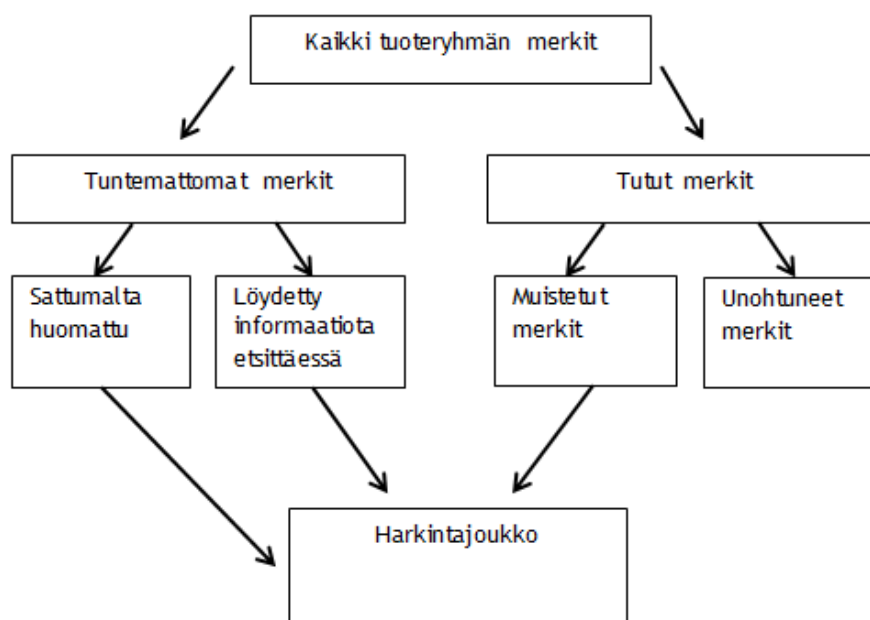 Kaikki tuoteryhmän merkit
Tuntemattomat merkit
Tutut merkit
Sattumalta
huomattu
Löydetty
informaatiota
etsittäessä
Muistetut
merkit
Unohtuneet
merkit
Harkintajoukko